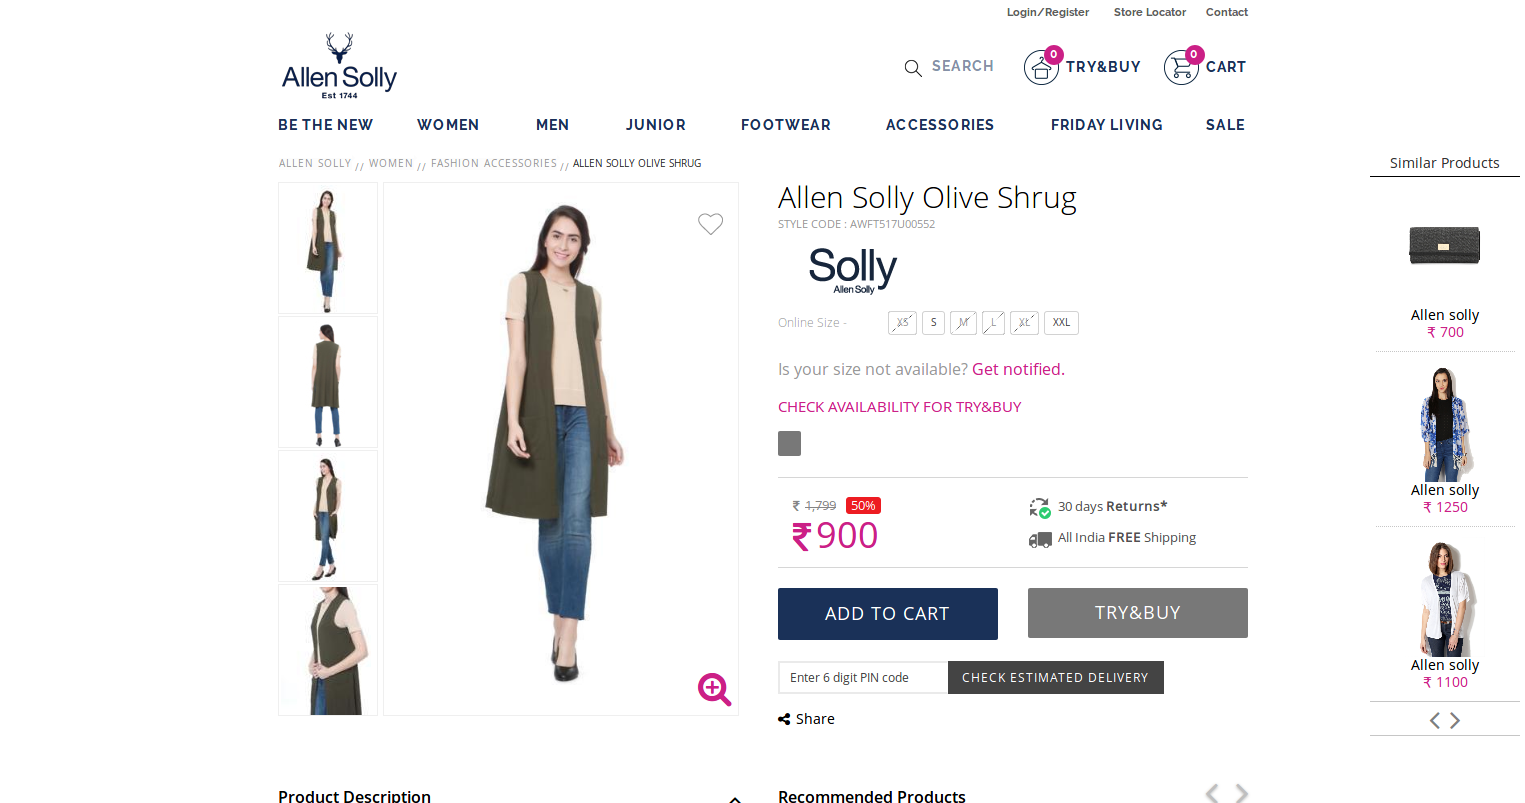 Login/Register Store Locator Contact
Allen Solly
Est 1744
SEARCH 0 TRY&BUY 0 CART
BE THE NEW WOMEN MEN JUNIOR FOOTWEAR ACCESSORIES FRIDAY LIVING SALE
ALLEN SOLLY // WOMEN // FASHION ACCESSORIES // ALLEN SOLLY OLIVE SHRUG
Allen Solly Olive Shrug
STYLE CODE : AWFT517U00552
Solly
Allen Solly
Online Size - XS S M L XL XXL
Is your size not available? Get notified.
CHECK AVAILABILITY FOR TRY&BUY
₹ 1,799 50%
₹900
30 days Returns*
All India FREE Shipping
ADD TO CART TRY&BUY
Enter 6 digit PIN code CHECK ESTIMATED DELIVERY
Share
Similar Products
Allen solly
₹ 700
Allen solly
₹ 1250
Allen solly
₹ 1100
Product Description
Recommended Products